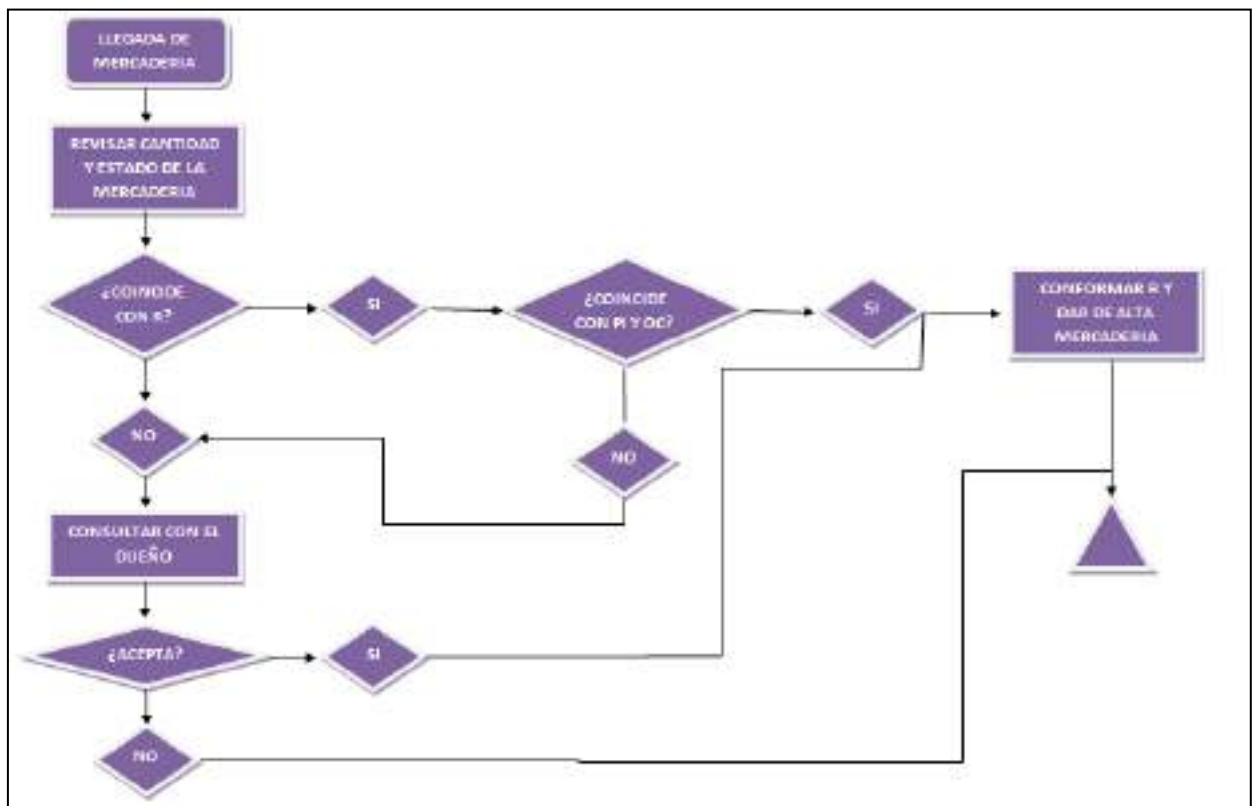 LLEGADA DE
MERCADERIA
REVISAR CANTIDAD
Y ESTADO DE LA
MERCADERIA
¿COINCIDE
CON R?
SI
¿COINCIDE
CON PI Y OC?
SI
CONFORMAR R Y
DAR DE ALTA
MERCADERIA
NO
NO
CONSULTAR CON EL
DUEÑO
¿ACEPTA?
SI
NO